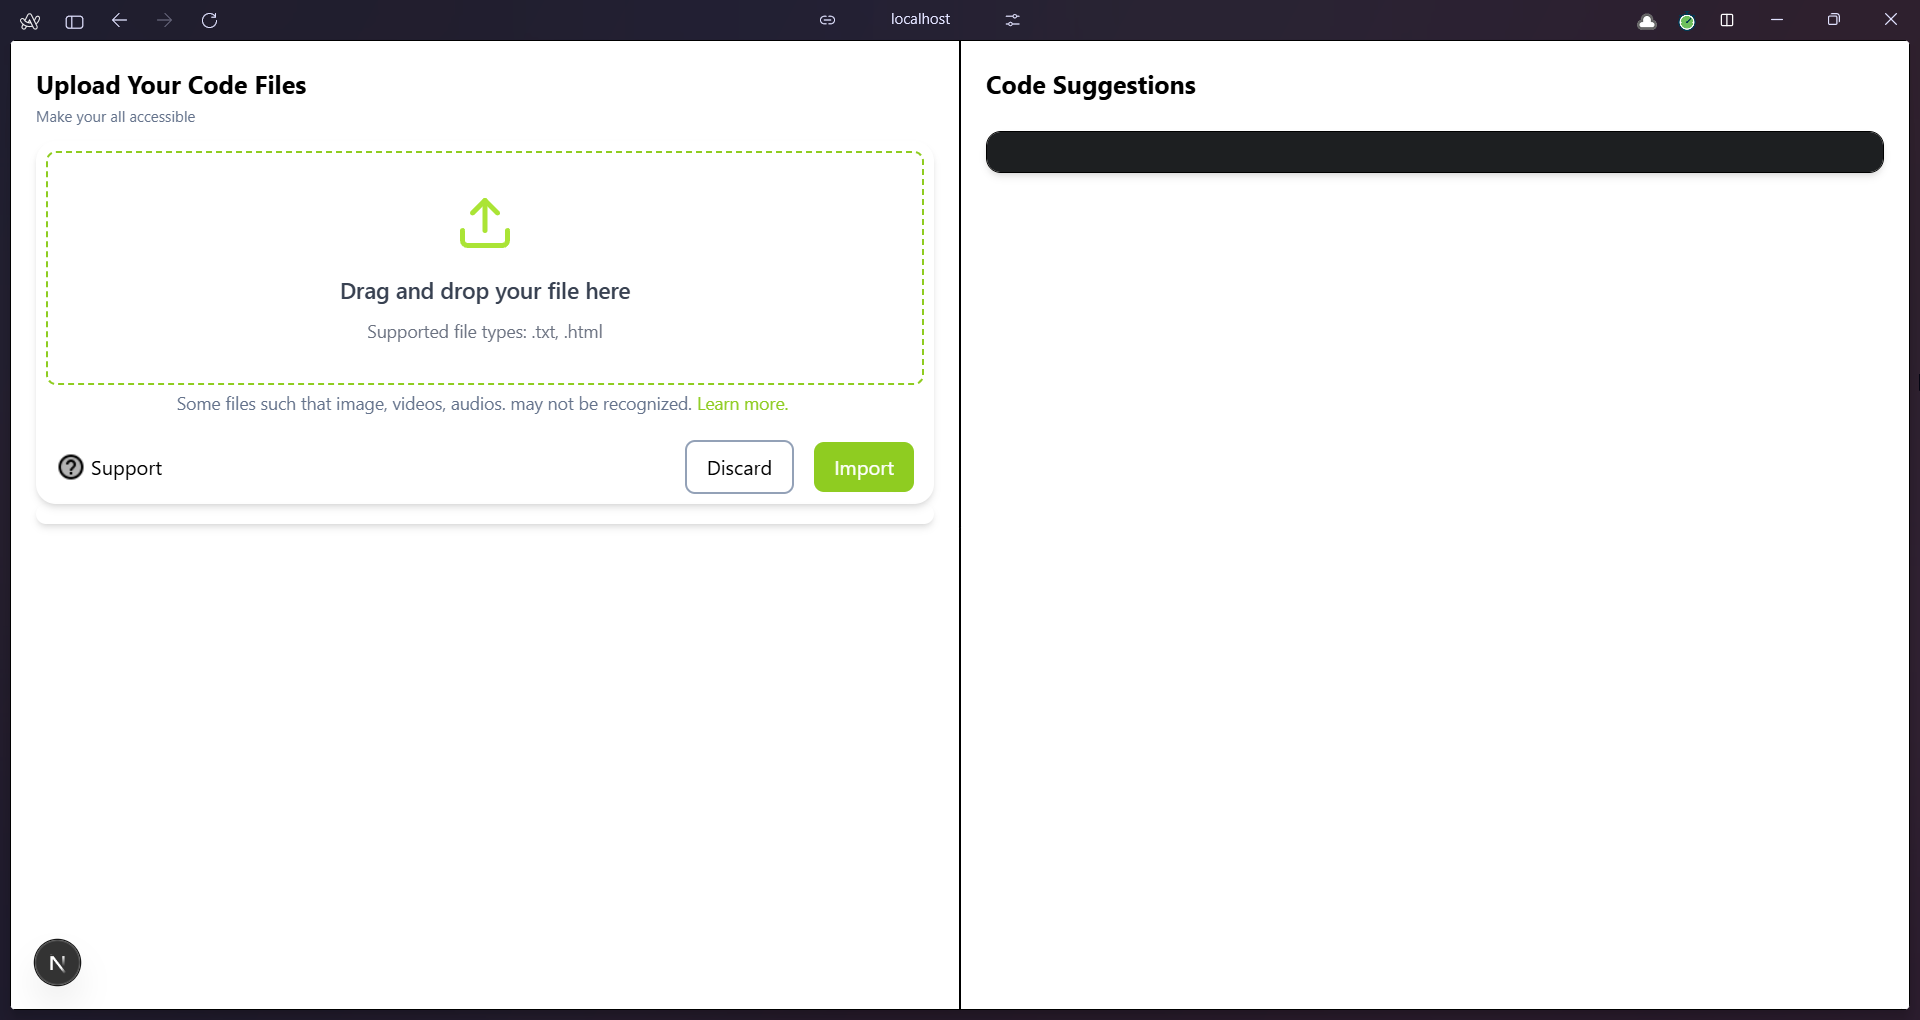 localhost
Upload Your Code Files
Make your all accessible
Drag and drop your file here
Supported file types: .txt, .html
Some files such that image, videos, audios. may not be recognized. Learn more.
? Support
Discard
Import
Code Suggestions
N